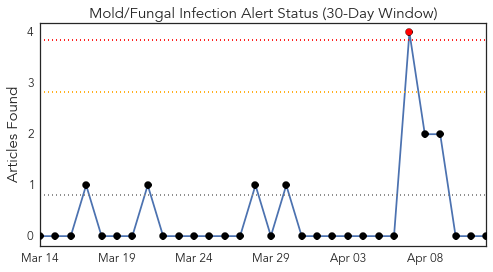 Mold/Fungal Infection Alert Status (30-Day Window)
Articles Found
4
3
2
1
0
Mar 14 Mar 19 Mar 24 Mar 29 Apr 03 Apr 08